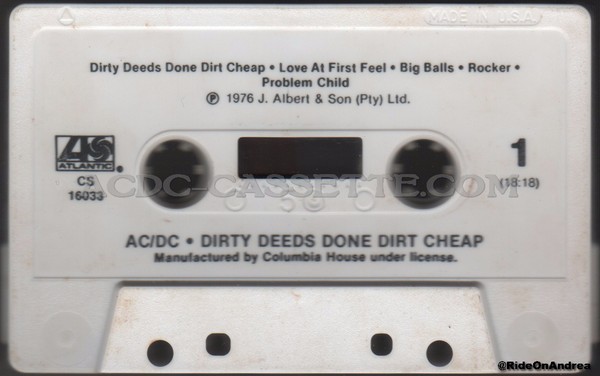 MADE IN U.S.A.
Dirty Deeds Done Dirt Cheap • Love At First Feel • Big Balls • Rocker •
Problem Child
Ⓟ 1976 J. Albert & Son (Pty) Ltd.
ATLANTIC®
CS
16033
1
(18:18)
ACDC-CASSETTE.COM
AC/DC • DIRTY DEEDS DONE DIRT CHEAP
Manufactured by Columbia House under license.
@RideOnAndrea